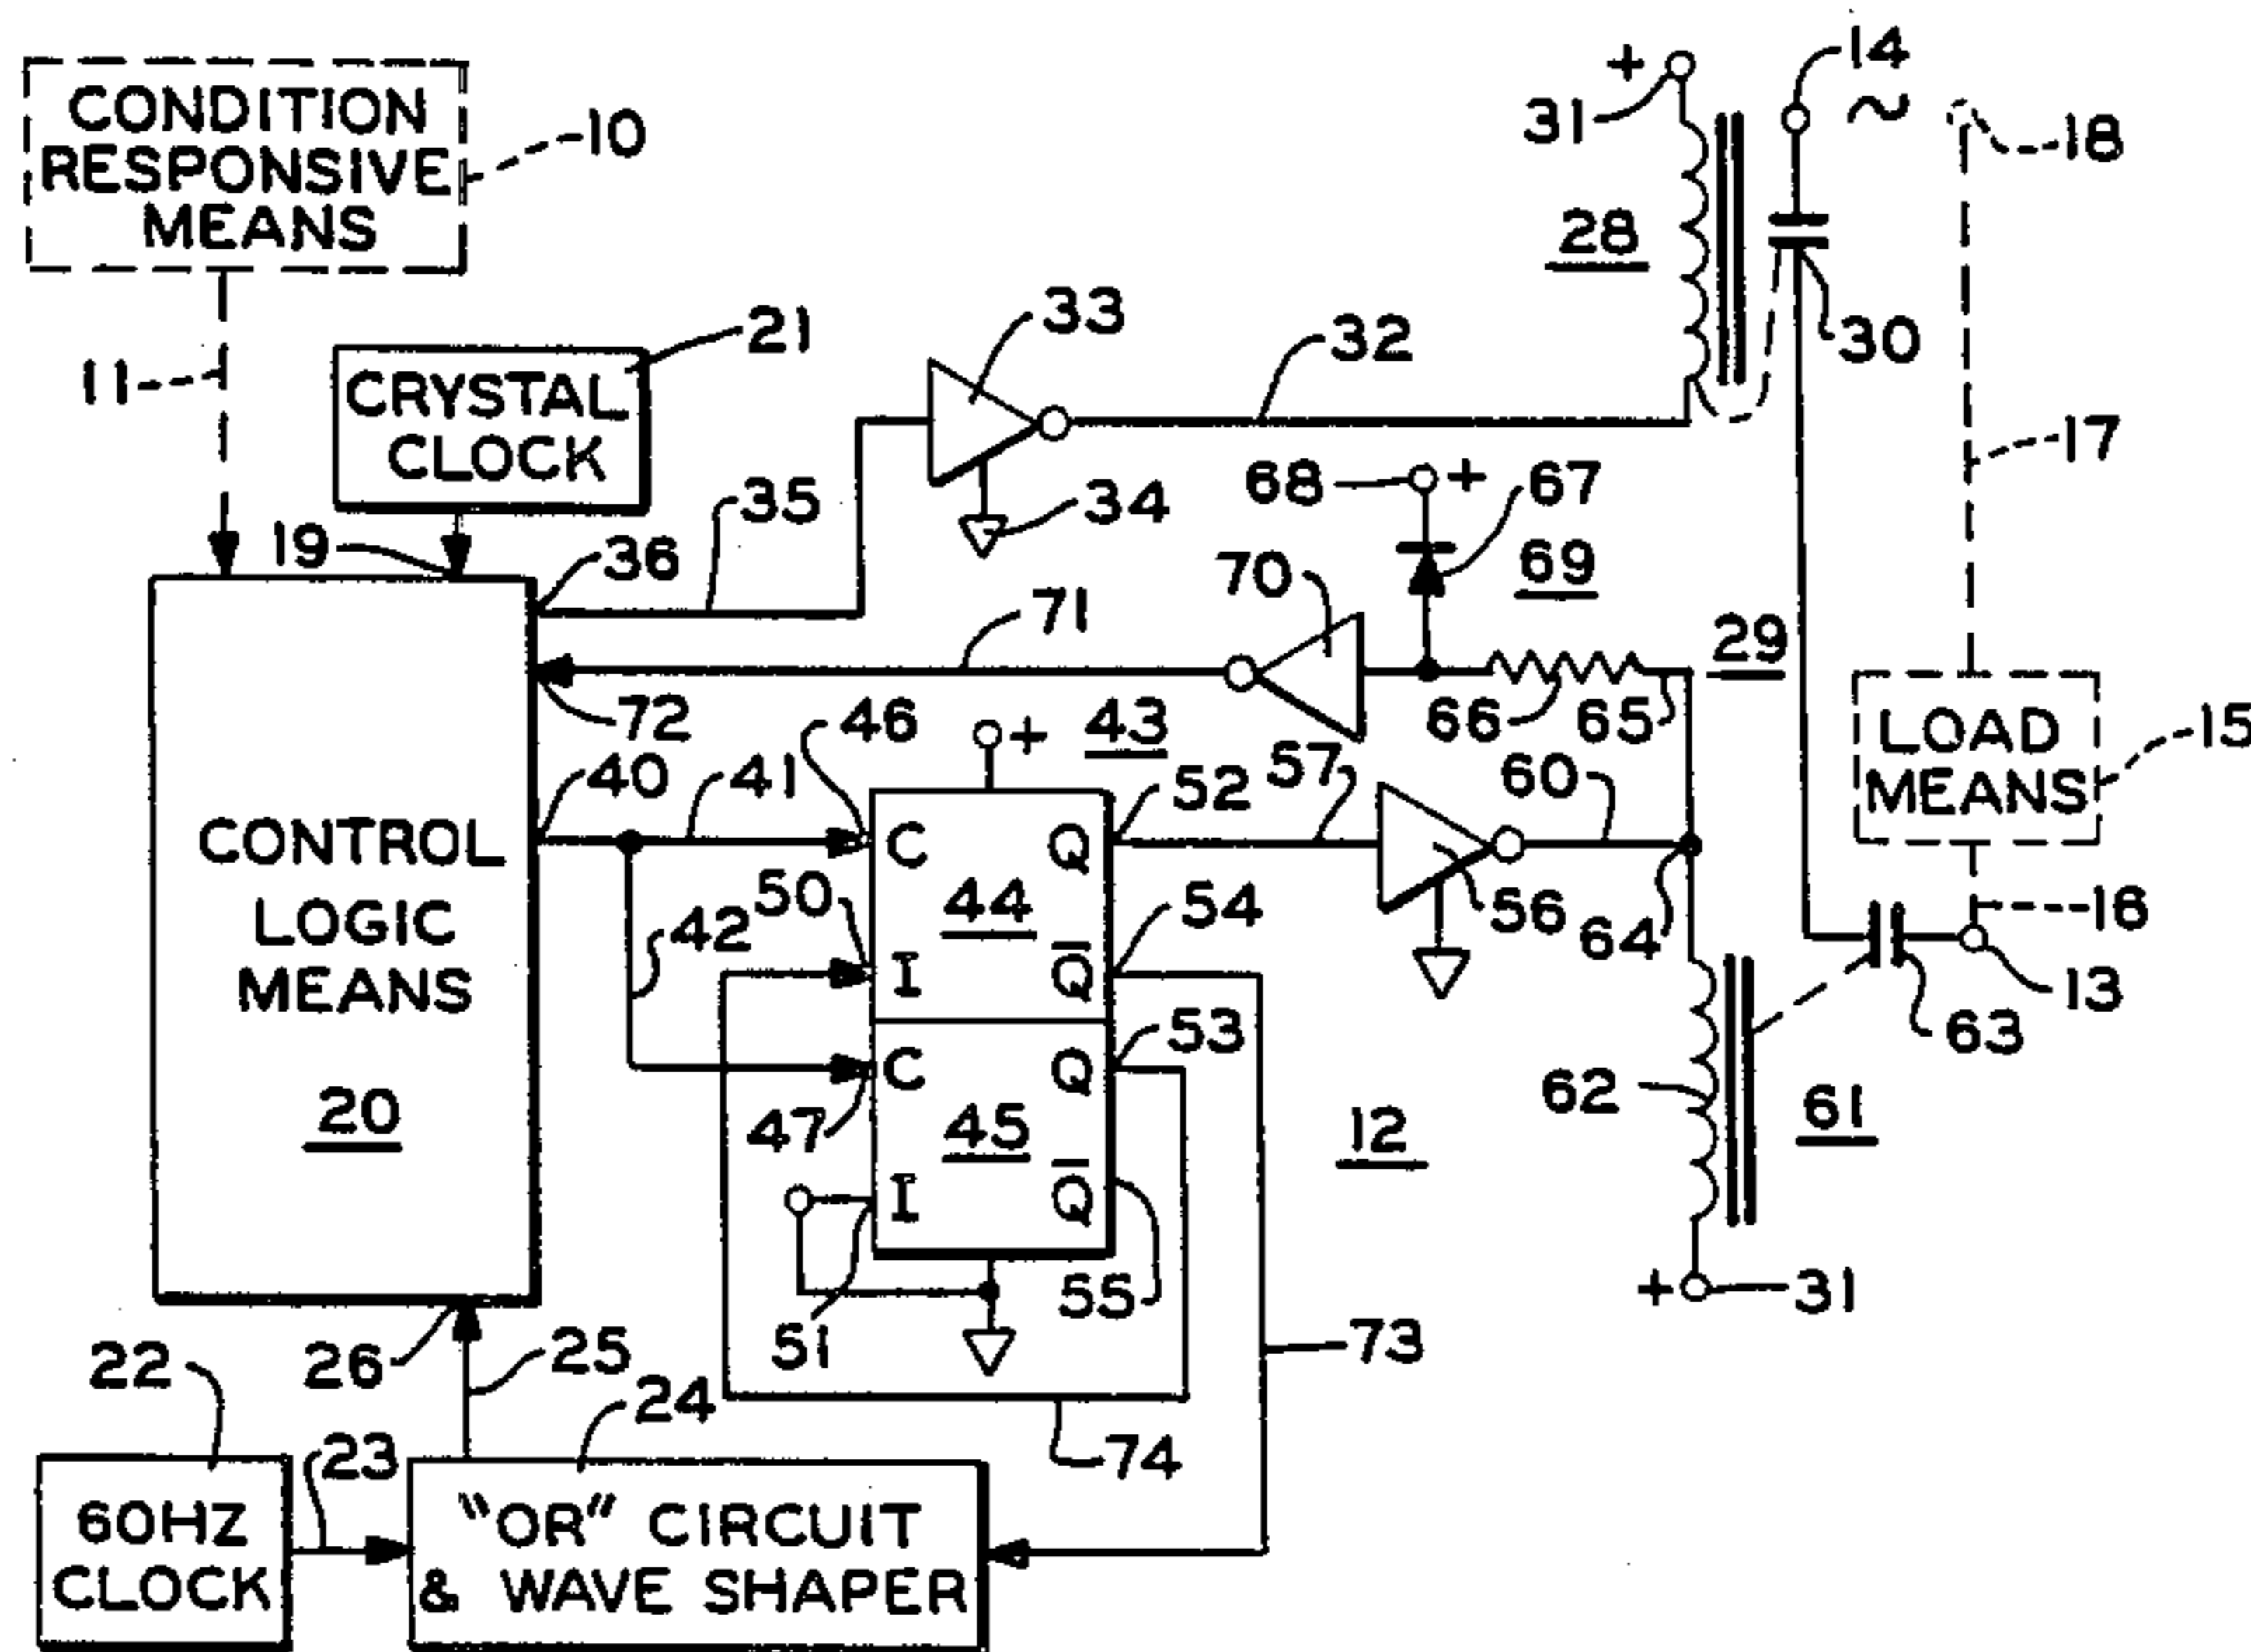 CONDITION
RESPONSIVE
MEANS
10
11
CRYSTAL
CLOCK
21
19
33
32
34
35
36
+
31
14
~
18
28
30
17
68
+
67
69
70
71
72
29
66
65
LOAD
MEANS
15
16
13
63
CONTROL
LOGIC
MEANS
20
40
41
42
46
+
43
C
Q
44
I
Q̅
50
52
54
57
56
60
64
C
Q
45
I
Q̅
47
53
51
55
12
62
61
+
31
73
74
26
25
22
60HZ
CLOCK
23
24
"OR" CIRCUIT
& WAVE SHAPER